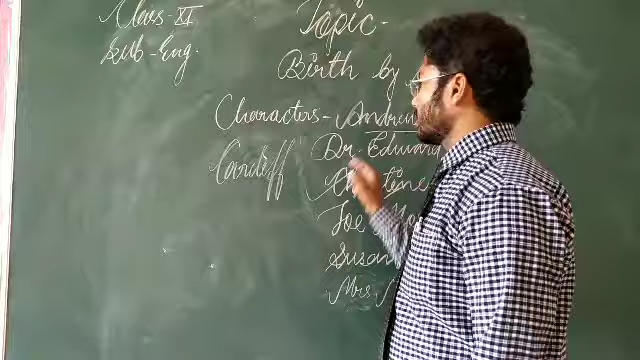 Class-XI
Sub-Eng.
Topic-
Birth by
Characters- Andrew
Cardiff
Dr. Edward
Christine
Joe
Susan
Mrs